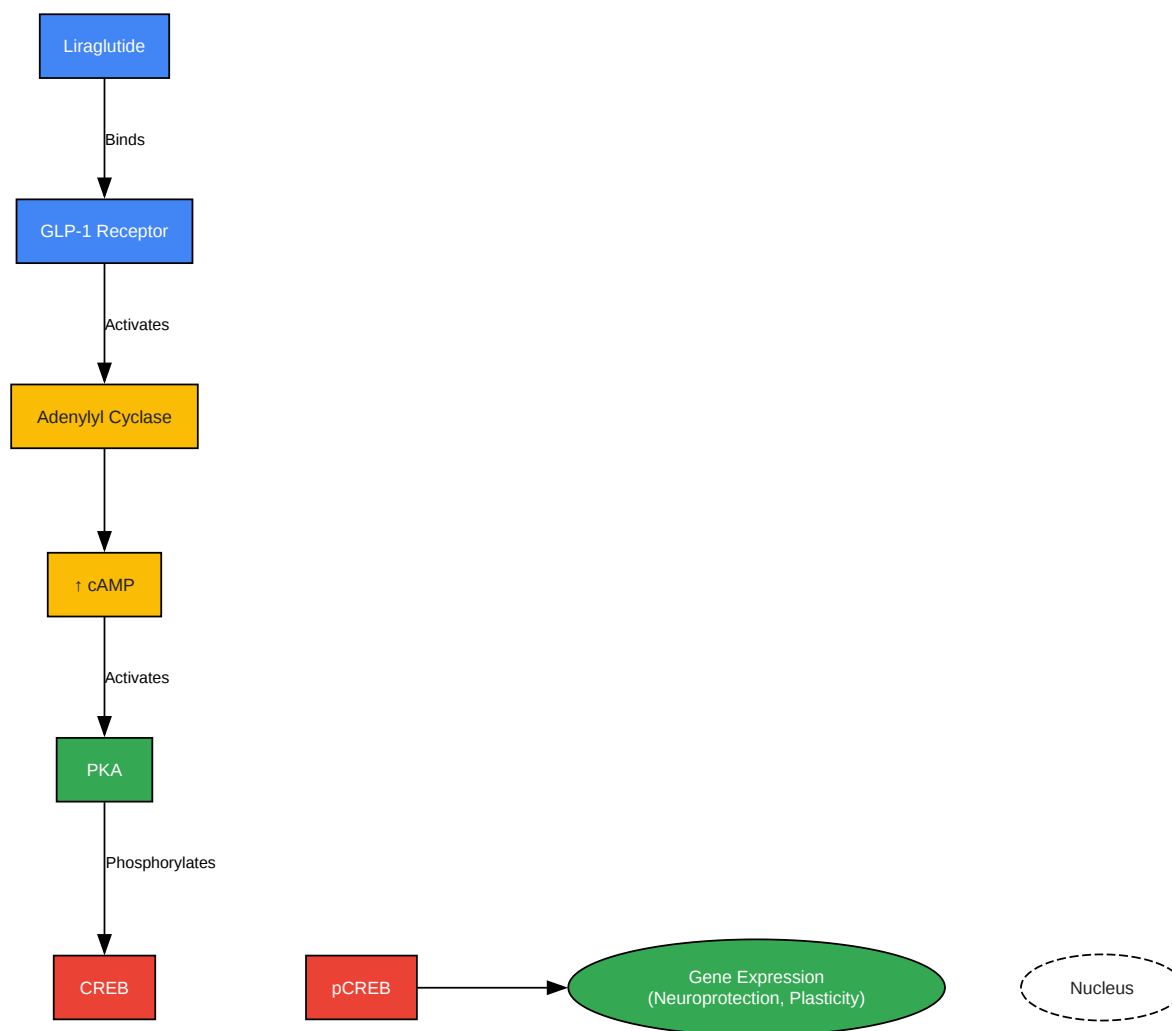 Liraglutide
Binds
GLP-1 Receptor
Activates
Adenylyl Cyclase
↑ cAMP
Activates
PKA
Phosphorylates
CREB
pCREB
Gene Expression
(Neuroprotection, Plasticity)
Nucleus